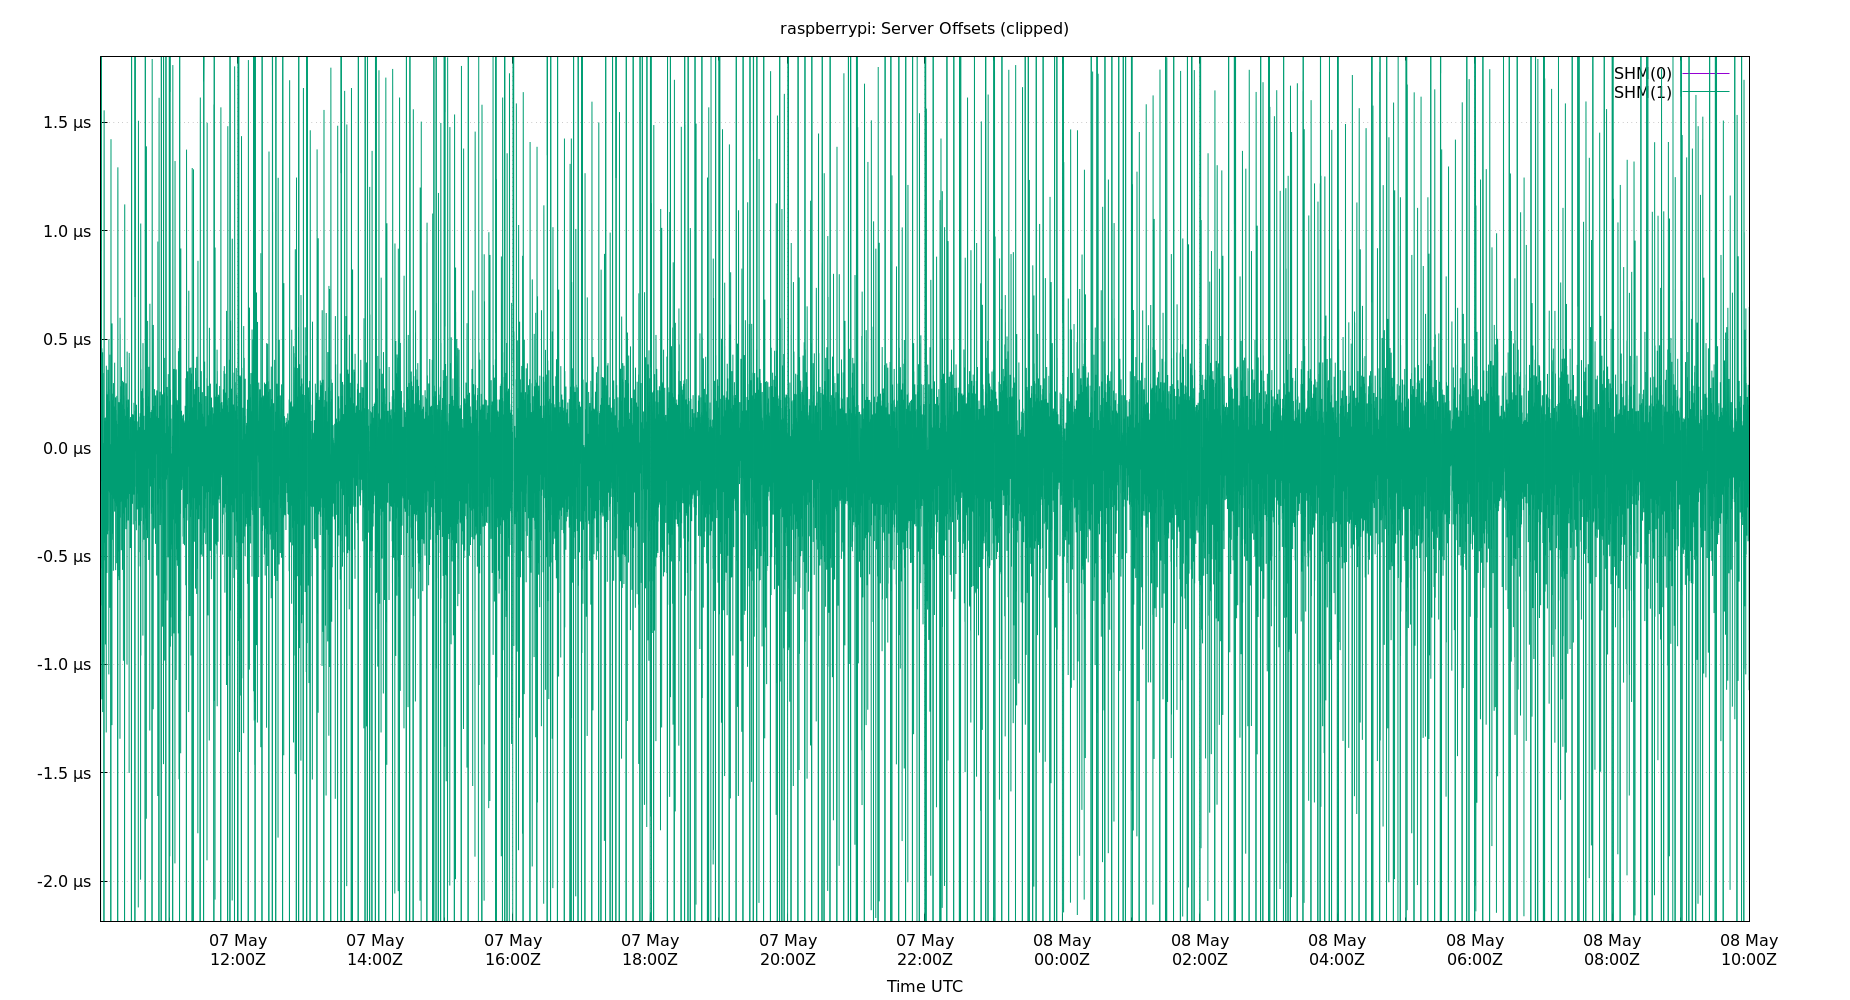 raspberrypi: Server Offsets (clipped)
SHM(0)
SHM(1)
1.5 µs
1.0 µs
0.5 µs
0.0 µs
-0.5 µs
-1.0 µs
-1.5 µs
-2.0 µs
07 May 07 May 07 May 07 May 07 May 07 May 08 May 08 May 08 May 08 May 08 May 08 May
12:00Z 14:00Z 16:00Z 18:00Z 20:00Z 22:00Z 00:00Z 02:00Z 04:00Z 06:00Z 08:00Z 10:00Z
Time UTC